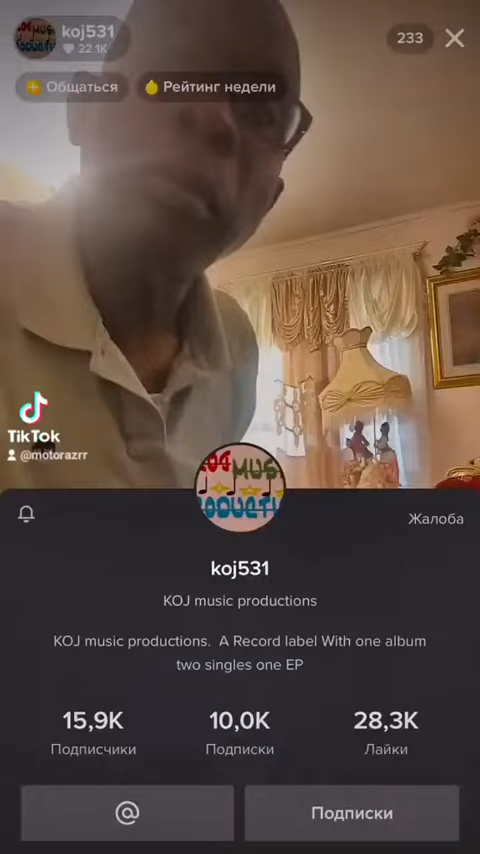 koj531
22.1K
233
Общаться
Рейтинг недели
TikTok
@motorazrr
Жалоба
koj531
KOJ music productions
KOJ music productions. A Record label With one album
two singles one EP
15,9K
10,0K
28,3K
Подписчики
Подписки
Лайки
@
Подписки